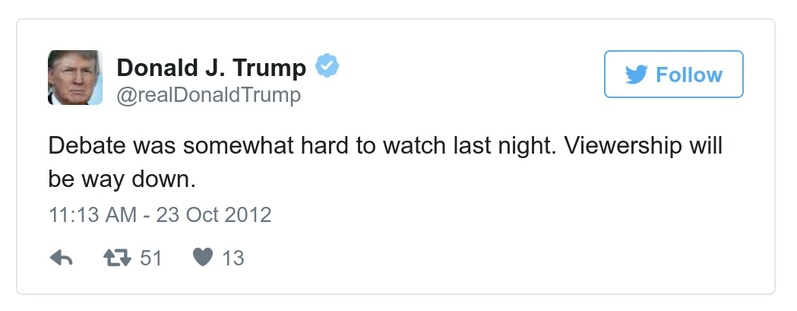 Donald J. Trump
Follow
@realDonaldTrump
Debate was somewhat hard to watch last night. Viewership will
be way down.
11:13 AM - 23 Oct 2012
51 13